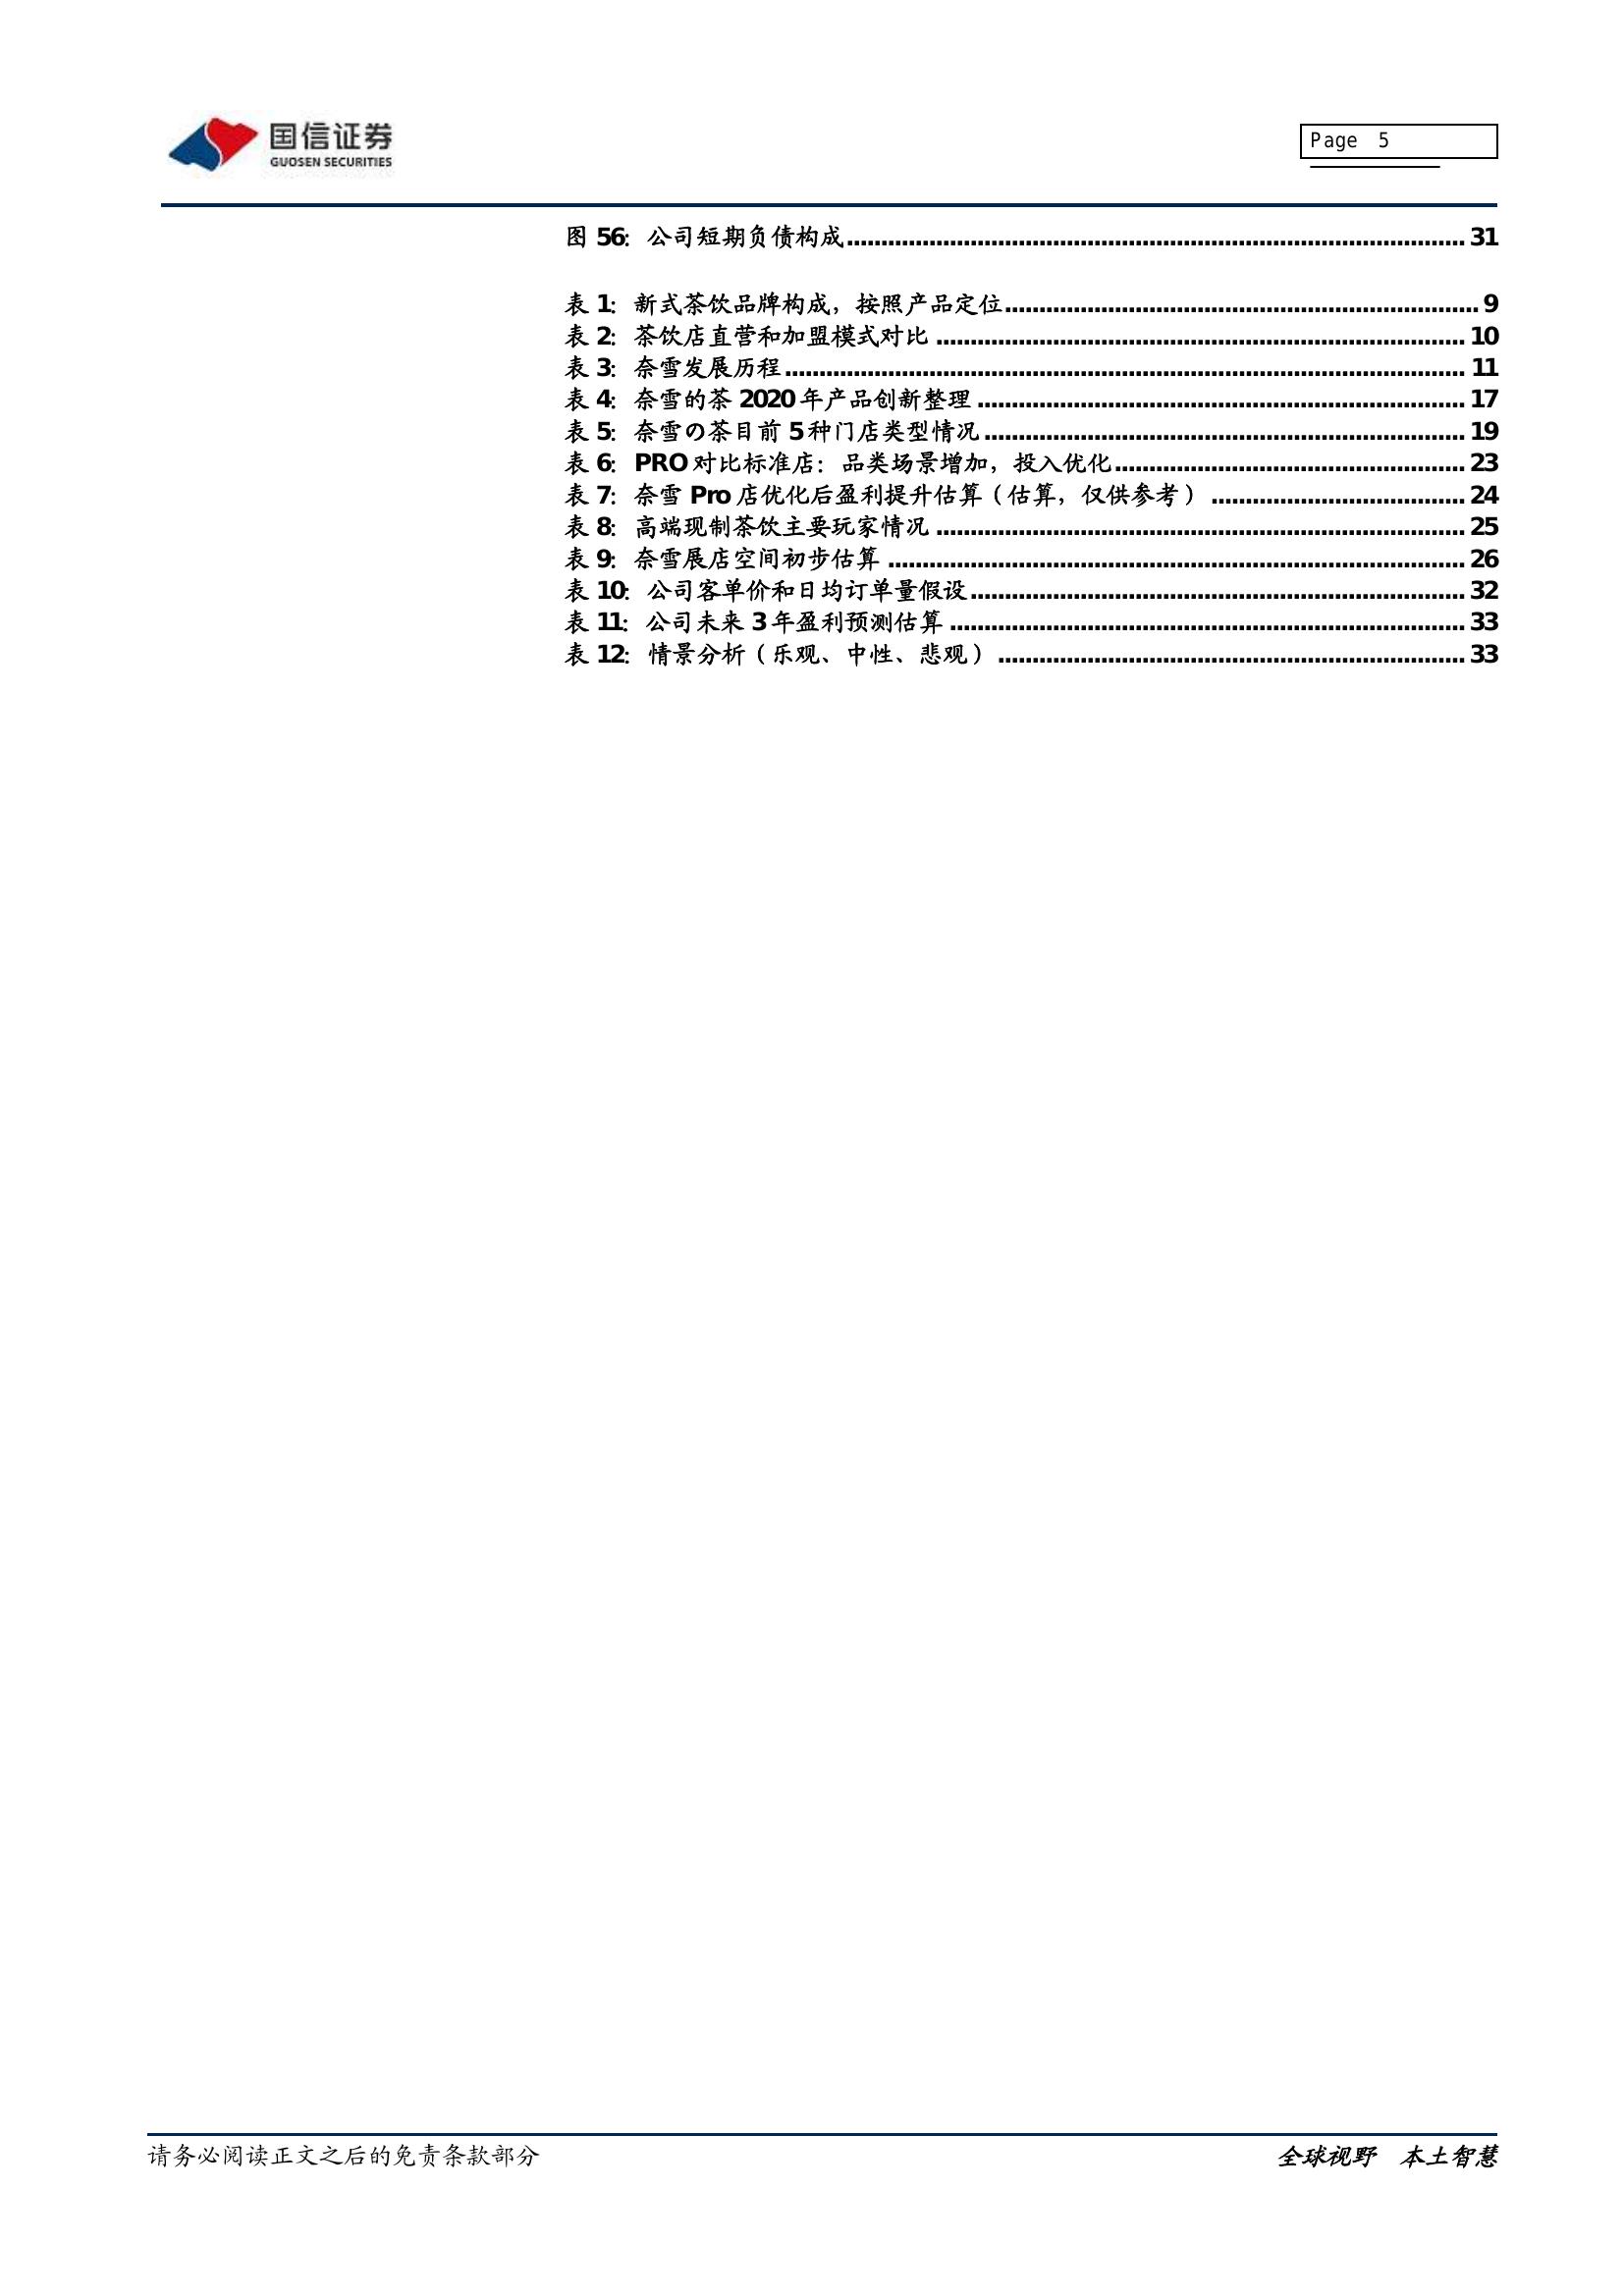 国信证券
GUOSEN SECURITIES
Page 5
图 56：公司短期负债构成.......... 31
表 1：新式茶饮品牌构成，按照产品定位.......... 9
表 2：茶饮店直营和加盟模式对比.......... 10
表 3：奈雪发展历程.......... 11
表 4：奈雪的茶 2020 年产品创新整理.......... 17
表 5：奈雪の茶目前 5 种门店类型情况.......... 19
表 6：PRO 对比标准店：品类场景增加，投入优化.......... 23
表 7：奈雪 Pro 店优化后盈利提升估算（估算，仅供参考）.......... 24
表 8：高端现制茶饮主要玩家情况.......... 25
表 9：奈雪展店空间初步估算.......... 26
表 10：公司客单价和日均订单量假设.......... 32
表 11：公司未来 3 年盈利预测估算.......... 33
表 12：情景分析（乐观、中性、悲观）.......... 33
请务必阅读正文之后的免责条款部分
全球视野 本土智慧